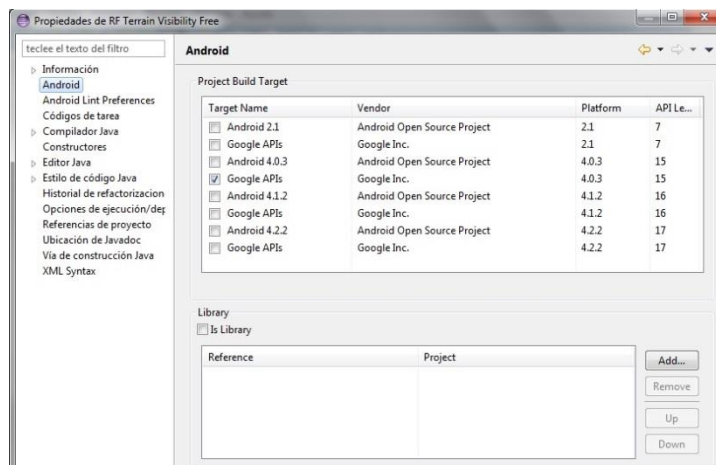 Propiedades de RF Terrain Visibility Free
teclee el texto del filtro
Información
Android
Android Lint Preferences
Códigos de tarea
Compilador Java
Constructores
Editor Java
Estilo de código Java
Historial de refactorizacion
Opciones de ejecución/dep
Referencias de proyecto
Ubicación de Javadoc
Vía de construcción Java
XML Syntax
Android
Project Build Target
Target Name Vendor Platform API Le...
Android 2.1 Android Open Source Project 2.1 7
Google APIs Google Inc. 2.1 7
Android 4.0.3 Android Open Source Project 4.0.3 15
Google APIs Google Inc. 4.0.3 15
Android 4.1.2 Android Open Source Project 4.1.2 16
Google APIs Google Inc. 4.1.2 16
Android 4.2.2 Android Open Source Project 4.2.2 17
Google APIs Google Inc. 4.2.2 17
Library
Is Library
Reference Project
Add...
Remove
Up
Down